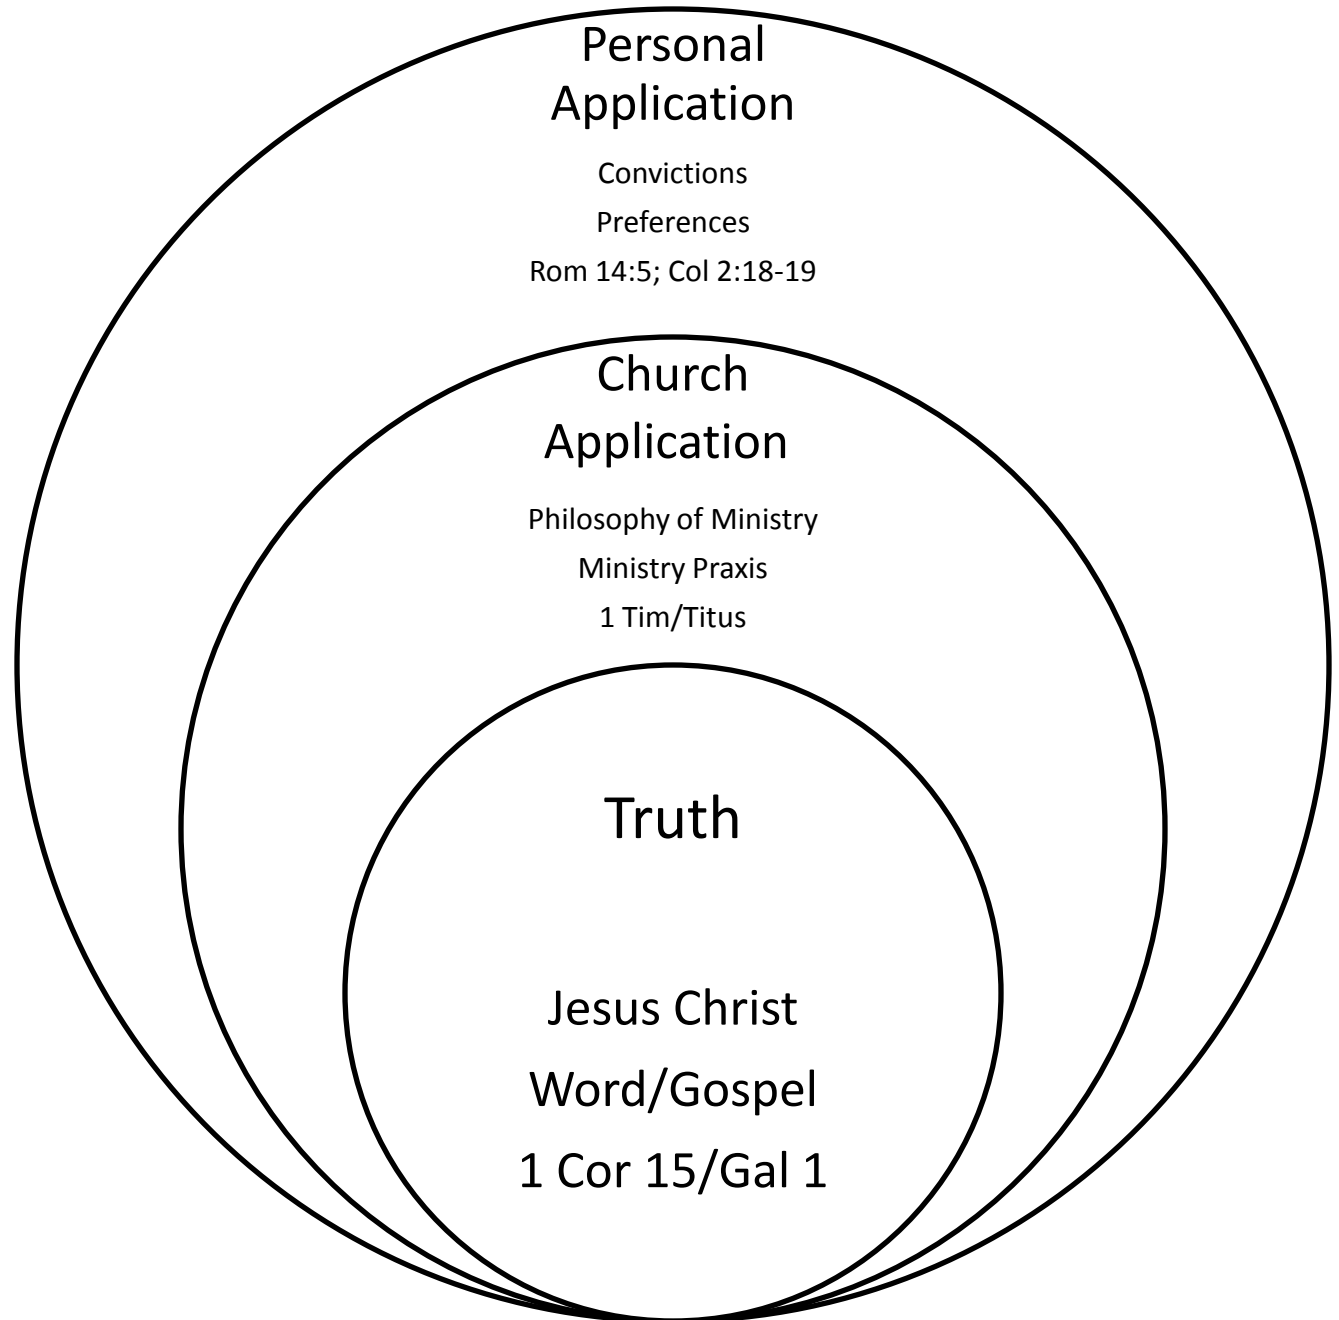 Personal
Application
Convictions
Preferences
Rom 14:5; Col 2:18-19
Church
Application
Philosophy of Ministry
Ministry Praxis
1 Tim/Titus
Truth
Jesus Christ
Word/Gospel
1 Cor 15/Gal 1